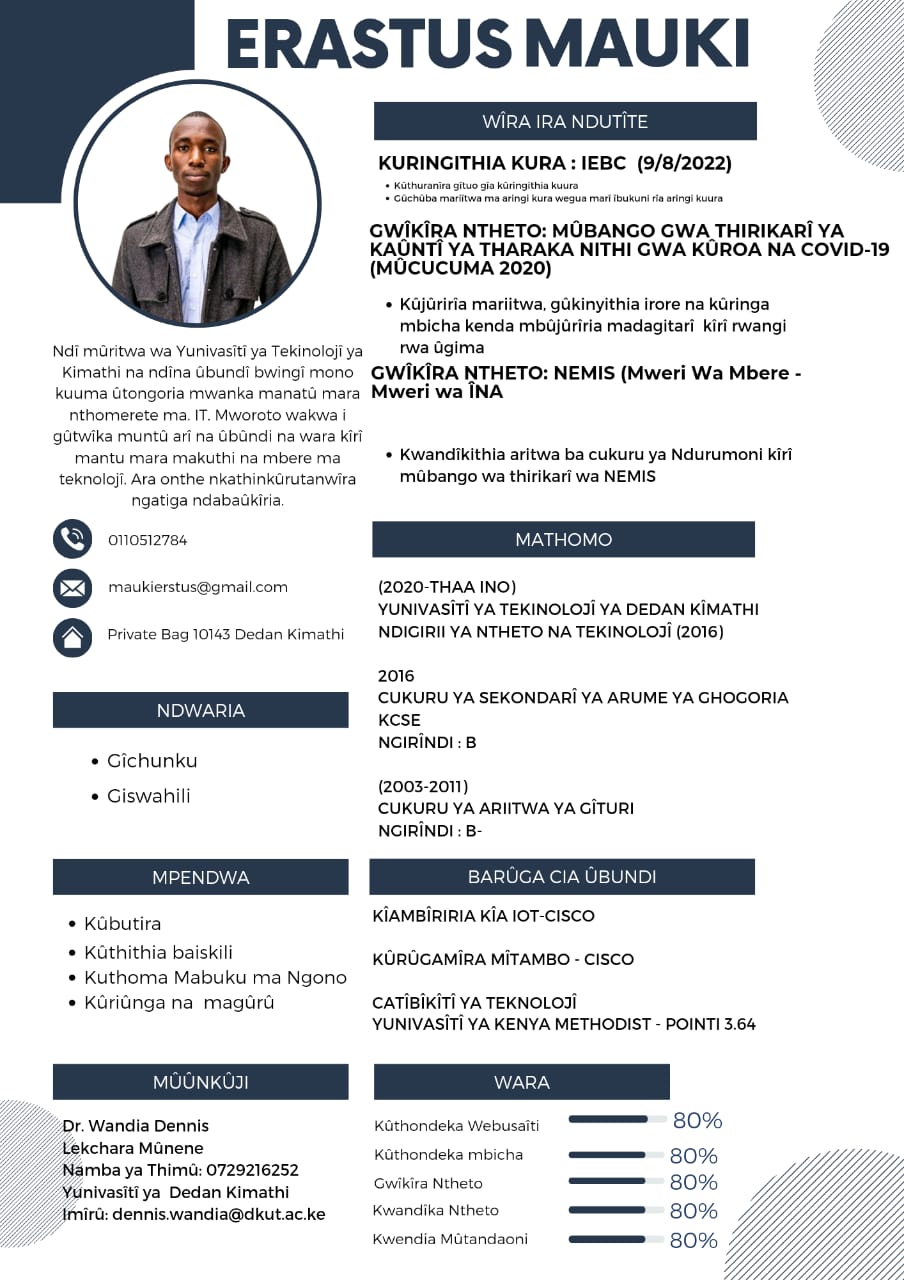 ERASTUS MAUKI
Ndî mûritwa wa Yunivasîtî ya Tekinolojî ya
Kimathi na ndîna ûbundî bwingî mono
kuuma ûtongoria mwanka manatû mara
nthomerete ma. IT. Mworoto wakwa i
gûtwîka muntû arî na ûbûndi na wara kîrî
mantu mara makuthi na mbere ma
teknolojî. Ara onthe nkathinkûrutanwîra
ngatiga ndabaûkîria.
0110512784
maukierstus@gmail.com
Private Bag 10143 Dedan Kimathi
NDWARIA
• Gîchunku
• Giswahili
MPENDWA
• Kûbutira
• Kûthithia baiskili
• Kuthoma Mabuku ma Ngono
• Kûriûnga na magûrû
MÛÛNKÛJI
Dr. Wandia Dennis
Lekchara Mûnene
Namba ya Thimû: 0729216252
Yunivasîtî ya Dedan Kimathi
Imîrû: dennis.wandia@dkut.ac.ke
WÎRA IRA NDUTÎTE
KURINGITHIA KURA : IEBC (9/8/2022)
• Kûthuranîra gîtuo gîa kûringithia kuura
• Gûchûba mariîtwa ma aringi kura wegua marî îbukuni rîa aringi kuura
GWÎKÎRA NTHETO: MÛBANGO GWA THIRIKARÎ YA
KAÛNTÎ YA THARAKA NITHI GWA KÛROA NA COVID-19
(MÛCUCUMA 2020)
• Kûjûrirîa mariitwa, gûkinyithia irore na kûringa
mbicha kenda mbûjûrîria madagitarî kîrî rwangi
rwa ûgima
GWÎKÎRA NTHETO: NEMIS (Mweri Wa Mbere -
Mweri wa ÎNA
• Kwandîkithia aritwa ba cukuru ya Ndurumoni kîrî
mûbango wa thirikarî wa NEMIS
MATHOMO
(2020-THAA INO)
YUNIVASÎTÎ YA TEKINOLOJÎ YA DEDAN KÎMATHI
NDIGIRII YA NTHETO NA TEKINOLOJÎ (2016)
2016
CUKURU YA SEKONDARÎ YA ARUME YA GHOGORIA
KCSE
NGIRÎNDI : B
(2003-2011)
CUKURU YA ARIITWA YA GÎTURI
NGIRÎNDI : B-
BARÛGA CIA ÛBUNDI
KÎAMBÎRIRIA KÎA IOT-CISCO
KÛRÛGAMÎRA MÎTAMBO - CISCO
CATÎBÎKÎTÎ YA TEKNOLOJÎ
YUNIVASÎTÎ YA KENYA METHODIST - POINTI 3.64
WARA
Kûthondeka Webusaîti 80%
Kûthondeka mbicha 80%
Gwîkîra Ntheto 80%
Kwandîka Ntheto 80%
Kwendia Mûtandaoni 80%